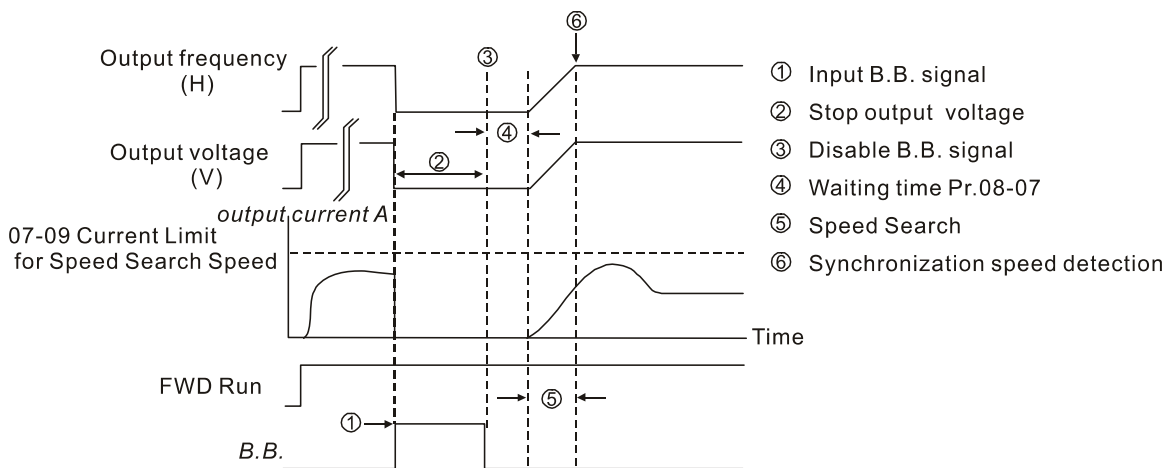 ⑥
Output frequency
(H)
③
④
Output voltage
(V)
②
output current A
07-09 Current Limit
for Speed Search Speed
Time
FWD Run
⑤
①
B.B.
① Input B.B. signal
② Stop output voltage
③ Disable B.B. signal
④ Waiting time Pr.08-07
⑤ Speed Search
⑥ Synchronization speed detection